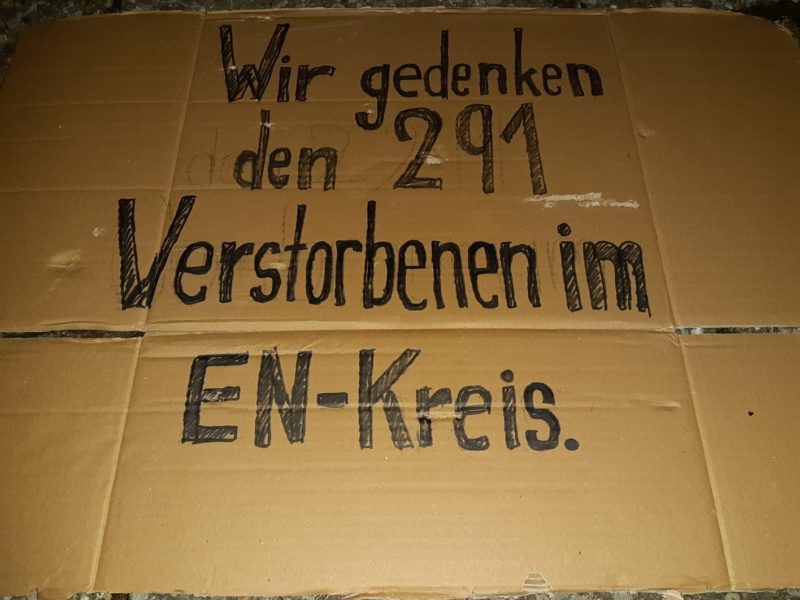 Wir gedenken
den 291
Verstorbenen im
EN-Kreis.